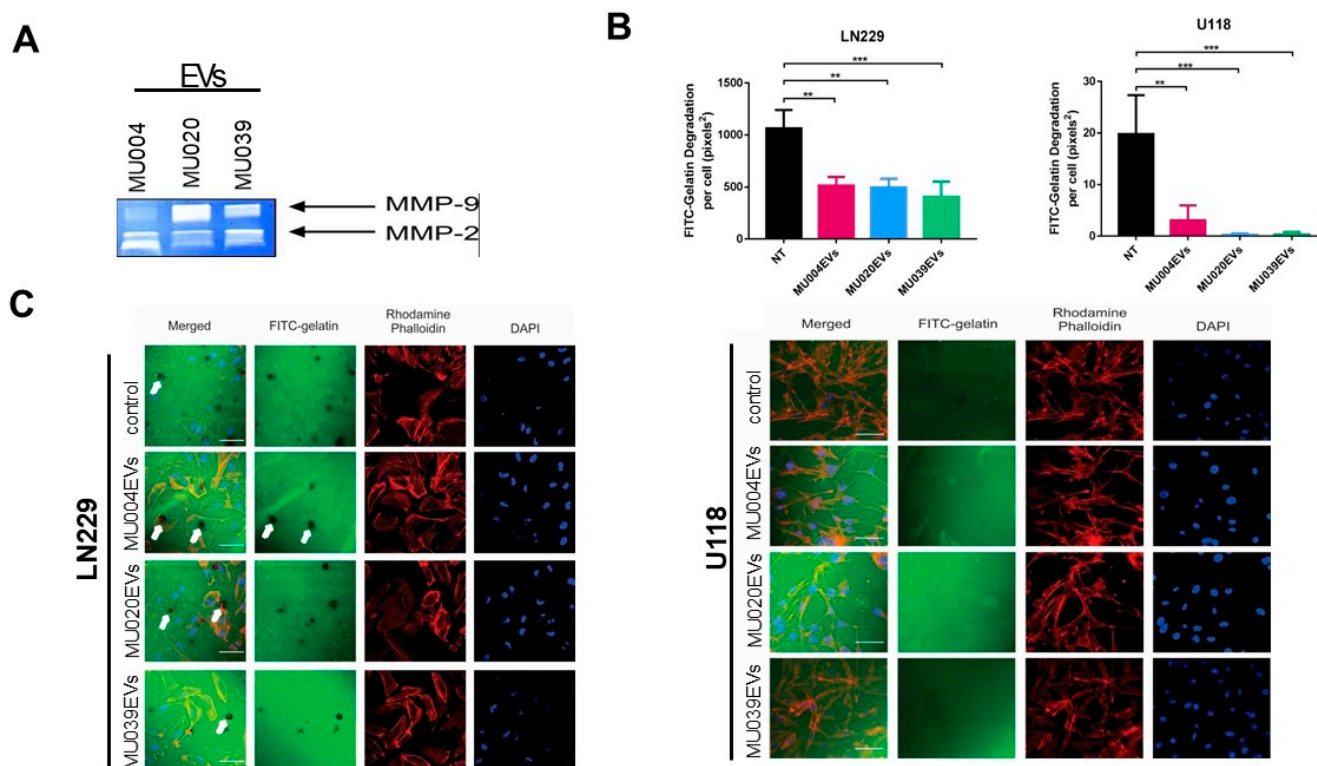 A
EVs
MU004
MU020
MU039
MMP-9
MMP-2
B
LN229
***
**
**
1500
1000
500
0
FITC-Gelatin Degradation
per cell (pixels²)
NT
MU004EVs
MU020EVs
MU039EVs
U118
***
***
**
30
20
10
0
FITC-Gelatin Degradation
per cell (pixels²)
NT
MU004EVs
MU020EVs
MU039EVs
C
LN229
Merged
FITC-gelatin
Rhodamine
Phalloidin
DAPI
control
MU004EVs
MU020EVs
MU039EVs
U118
Merged
FITC-gelatin
Rhodamine
Phalloidin
DAPI
control
MU004EVs
MU020EVs
MU039EVs